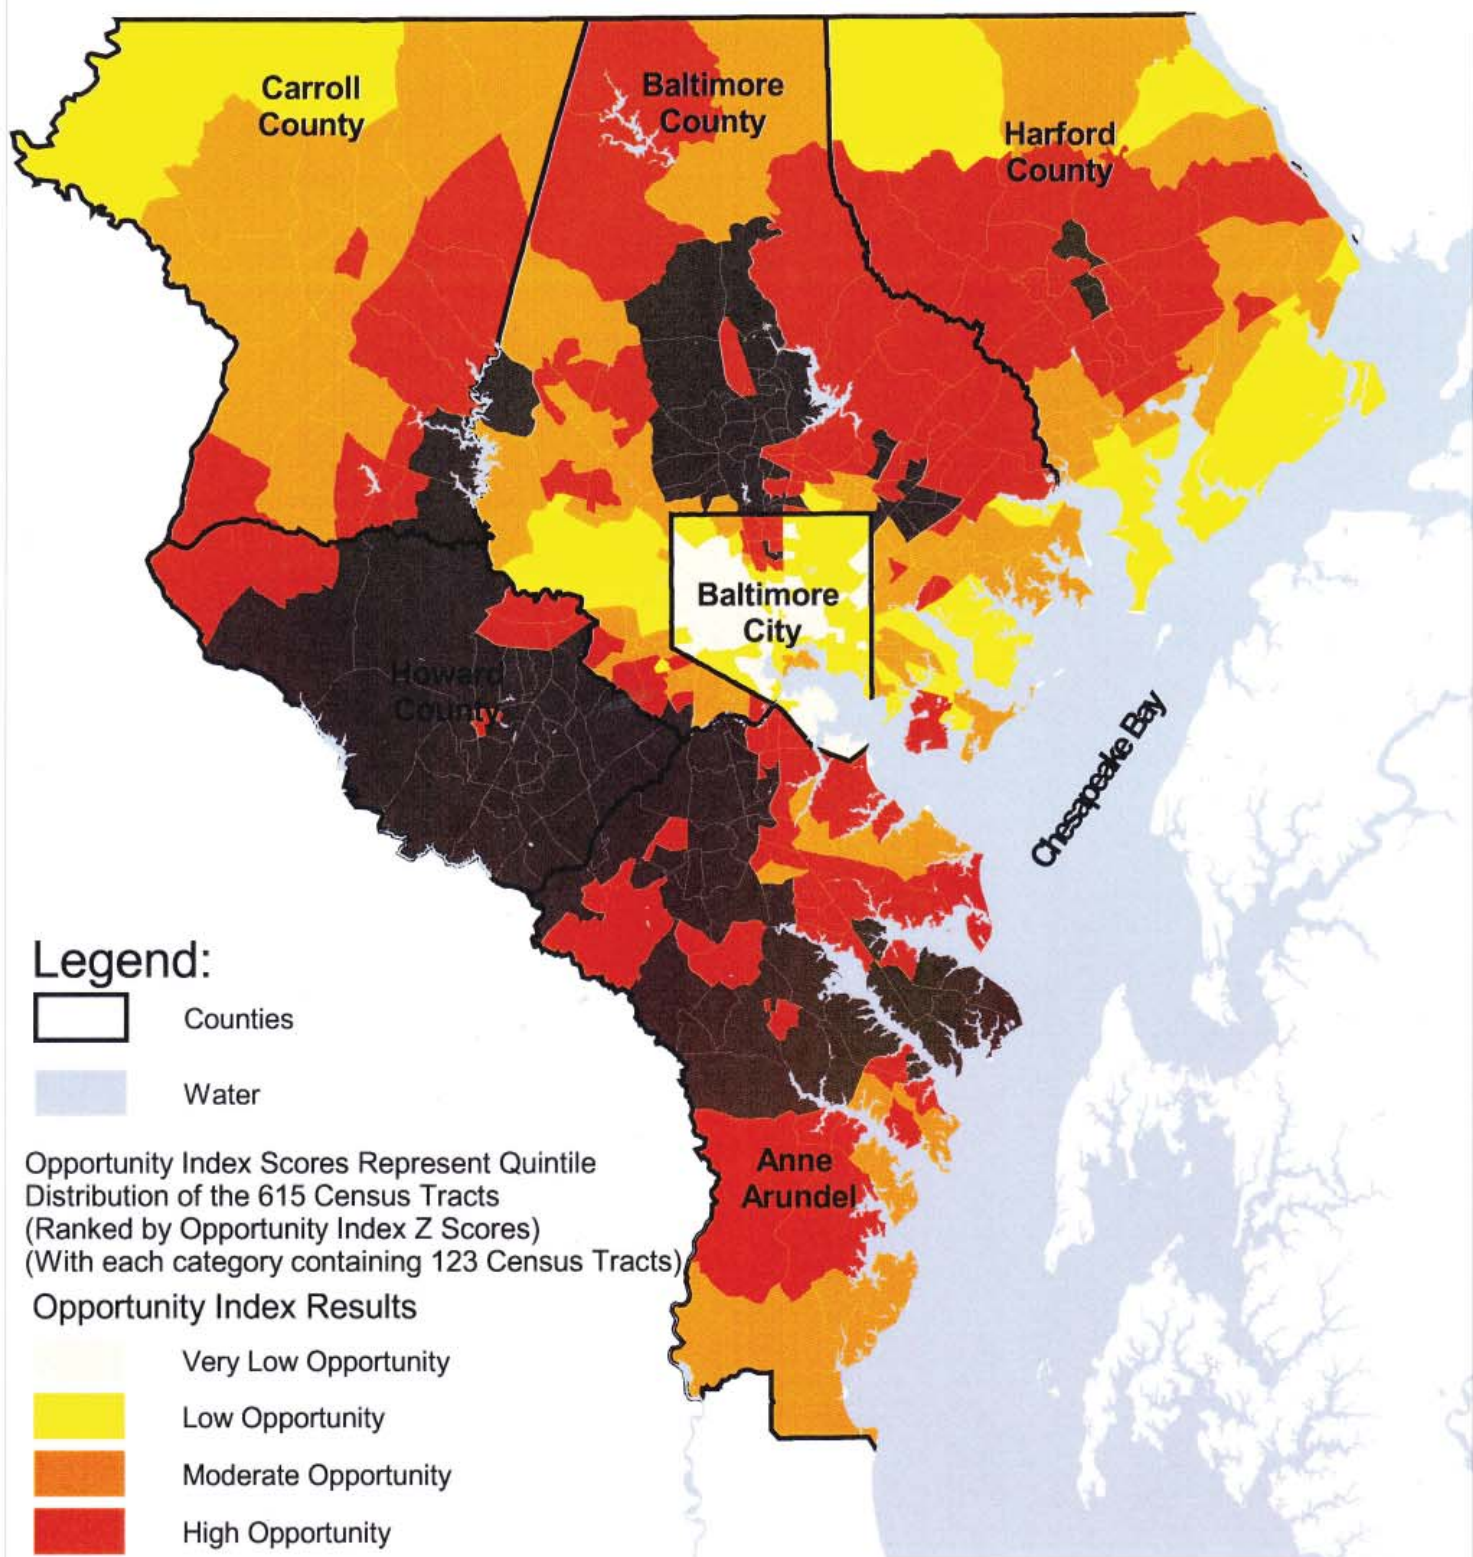 Carroll
County
Baltimore
County
Harford
County
Baltimore
City
Howard
County
Chesapeake Bay
Anne
Arundel
Legend:
Counties
Water
Opportunity Index Scores Represent Quintile
Distribution of the 615 Census Tracts
(Ranked by Opportunity Index Z Scores)
(With each category containing 123 Census Tracts)
Opportunity Index Results
Very Low Opportunity
Low Opportunity
Moderate Opportunity
High Opportunity